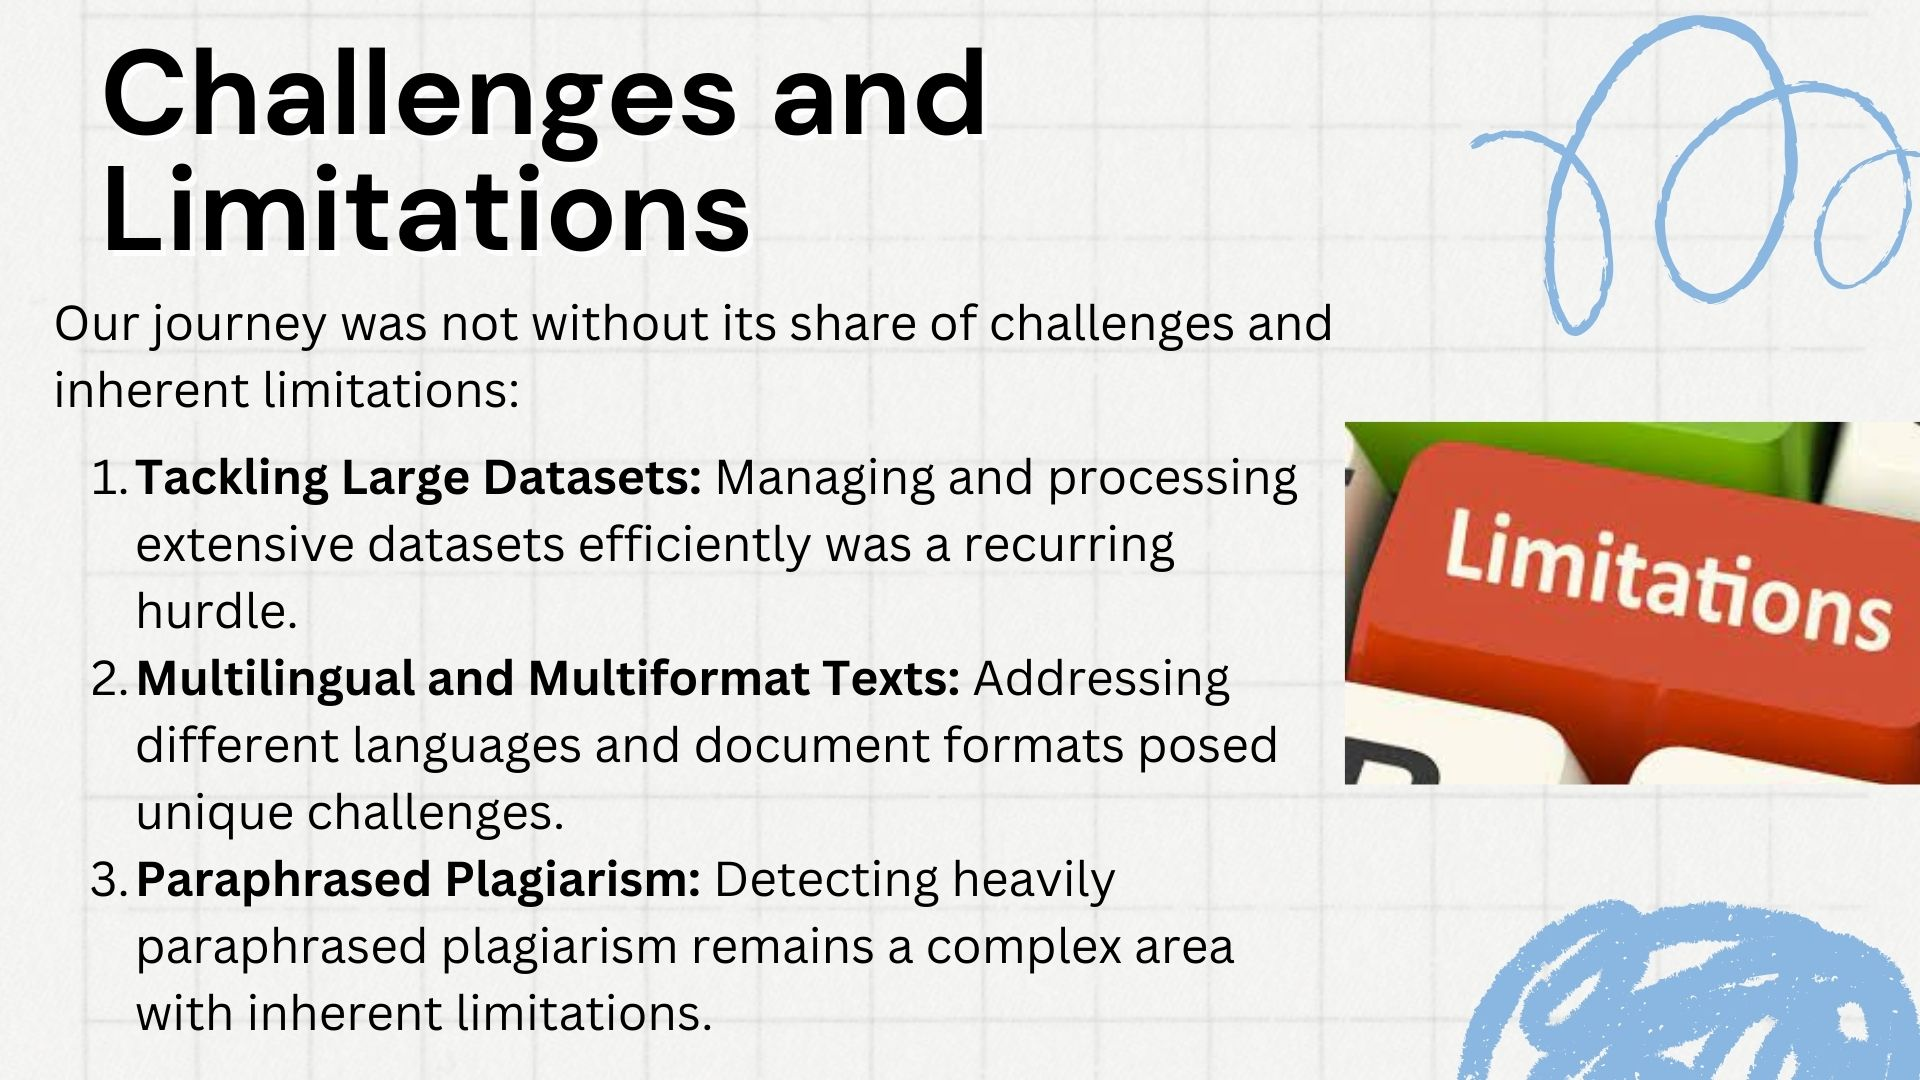 Challenges and
Limitations
Our journey was not without its share of challenges and
inherent limitations:
1. Tackling Large Datasets: Managing and processing
extensive datasets efficiently was a recurring
hurdle.
2. Multilingual and Multiformat Texts: Addressing
different languages and document formats posed
unique challenges.
3. Paraphrased Plagiarism: Detecting heavily
paraphrased plagiarism remains a complex area
with inherent limitations.
Limitations